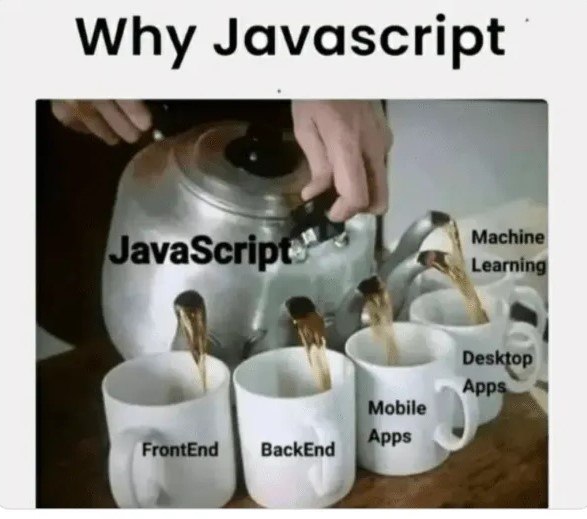 Why Javascript
JavaScript
Machine
Learning
Desktop
Apps
Mobile
Apps
FrontEnd
BackEnd